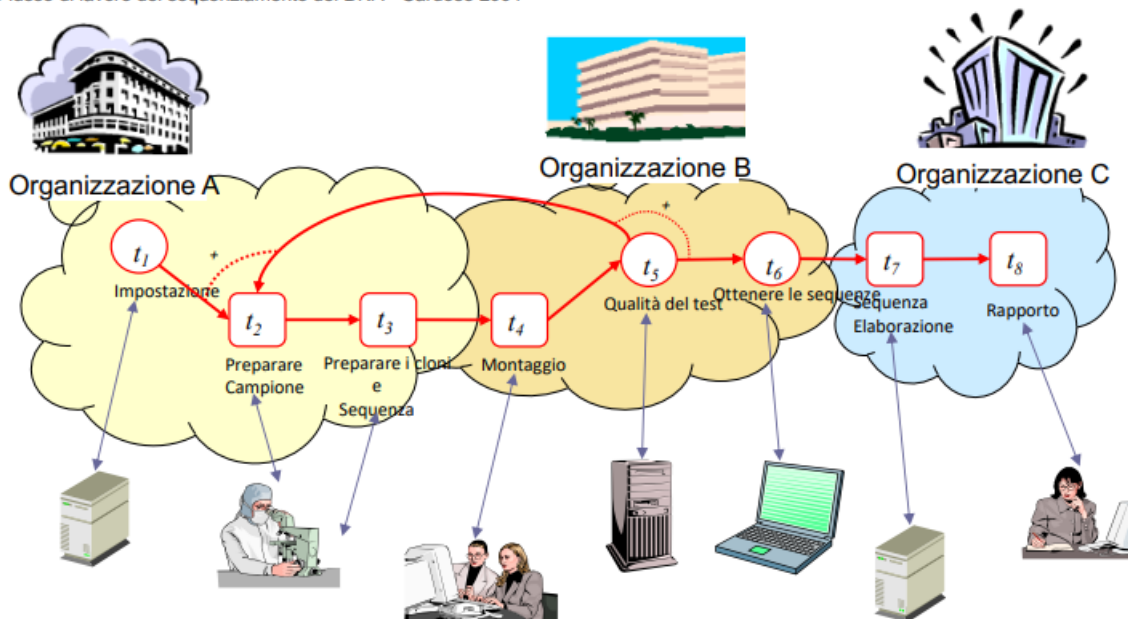 Organizzazione A
Organizzazione B
Organizzazione C
+
+
t1
t5
t6
t7
t8
Impostazione
Qualità del test
Ottenere le sequenze
Sequenza
Elaborazione
Rapporto
t2
t3
t4
Preparare
Campione
Preparare i cloni
e
Sequenza
Montaggio